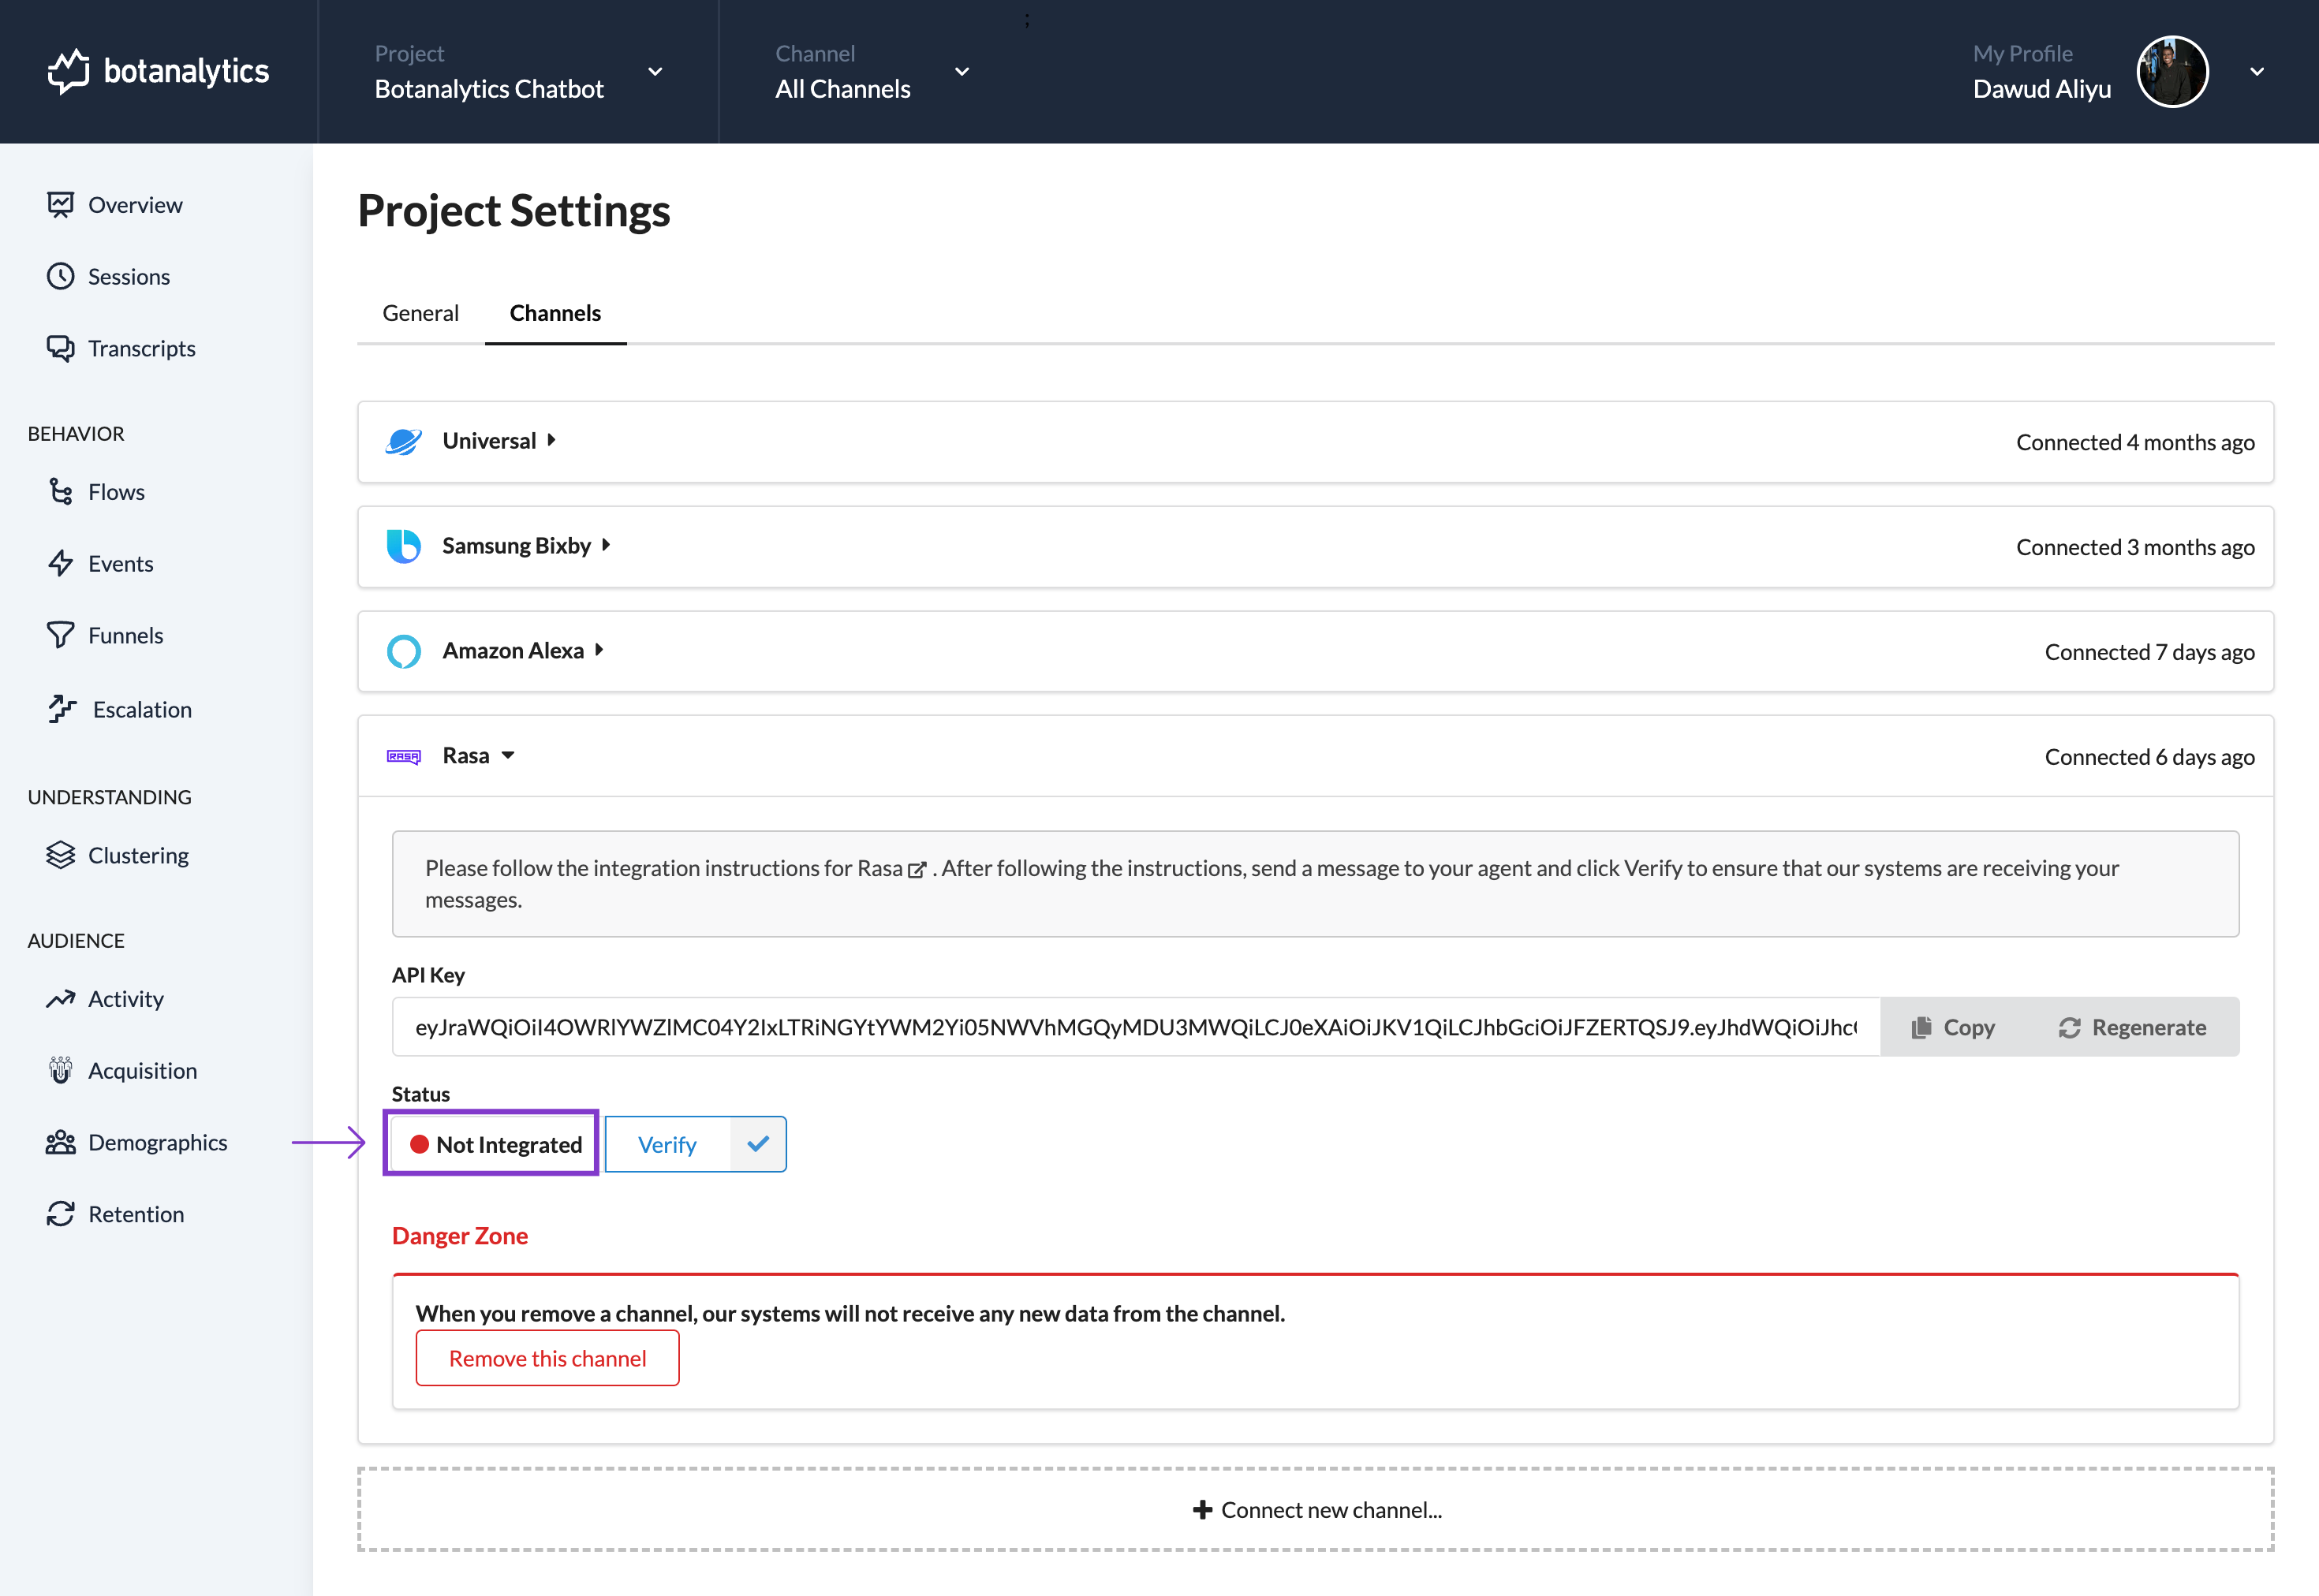 ;
botanalytics
Project
Botanalytics Chatbot
Channel
All Channels
My Profile
Dawud Aliyu
Overview
Sessions
Transcripts
BEHAVIOR
Flows
Events
Funnels
Escalation
UNDERSTANDING
Clustering
AUDIENCE
Activity
Acquisition
Demographics
Retention
Project Settings
General
Channels
Universal
Connected 4 months ago
Samsung Bixby
Connected 3 months ago
Amazon Alexa
Connected 7 days ago
RASA
Rasa
Connected 6 days ago
Please follow the integration instructions for Rasa . After following the instructions, send a message to your agent and click Verify to ensure that our systems are receiving your
messages.
API Key
eyJraWQiOiI4OWRlYWZlMC04Y2IxLTRiNGYtYWM2Yi05NWVhMGQyMDU3MWQiLCJ0eXAiOiJKV1QiLCJhbGciOiJFZERTQSJ9.eyJhdWQiOiJhc
Copy
Regenerate
Status
Not Integrated
Verify
Danger Zone
When you remove a channel, our systems will not receive any new data from the channel.
Remove this channel
Connect new channel...